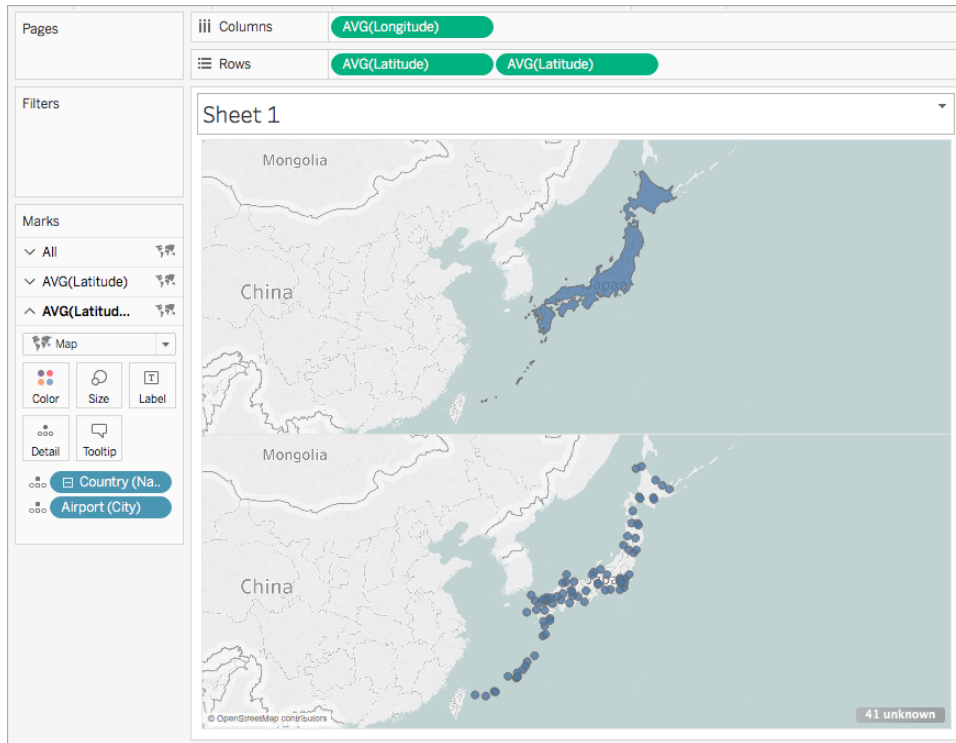 Pages
Columns
AVG(Longitude)
Rows
AVG(Latitude)
AVG(Latitude)
Filters
Sheet 1
Marks
All
AVG(Latitude)
AVG(Latitud...
Map
Color
Size
Label
Detail
Tooltip
Country (Na..
Airport (City)
Mongolia
China
Japan
Mongolia
China
Japan
© OpenStreetMap contributors
41 unknown